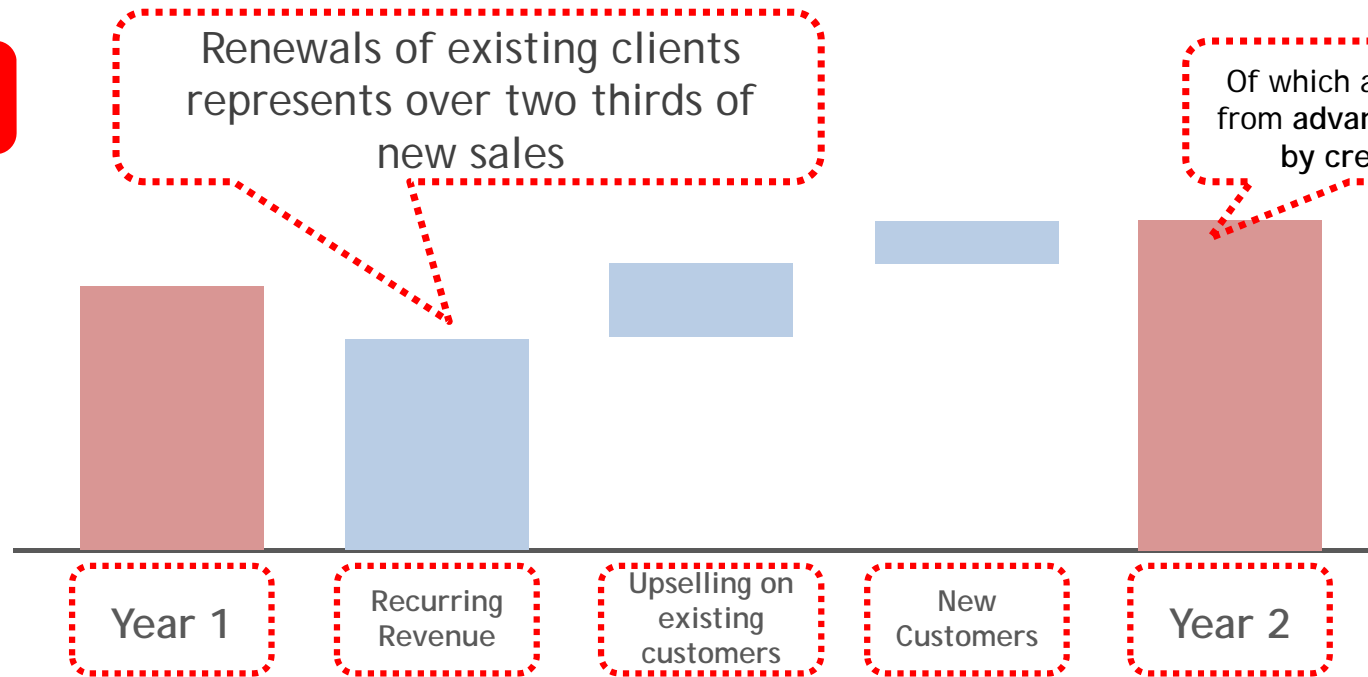 Renewals of existing clients
represents over two thirds of
new sales
Of which
from advan
by cre
Year 1
Recurring
Revenue
Upselling on
existing
customers
New
Customers
Year 2